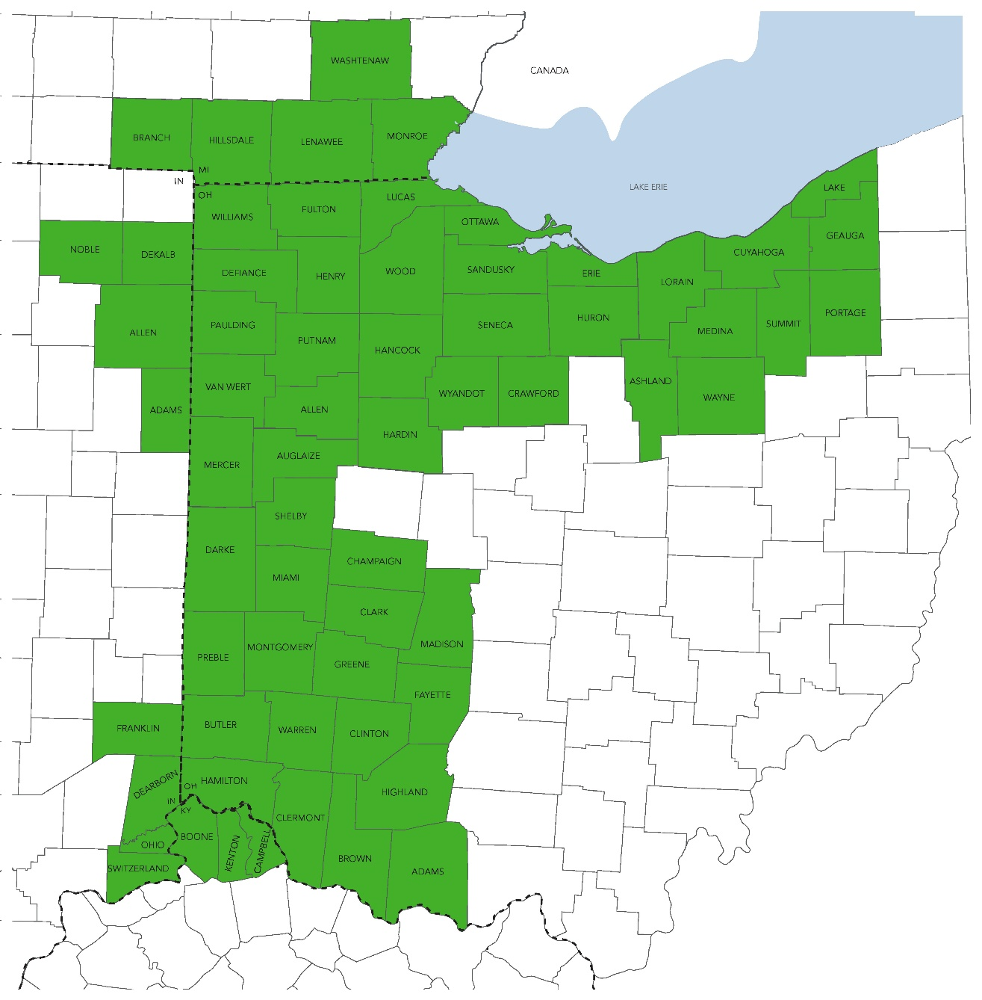 WASHTENAW
CANADA
BRANCH
HILLSDALE
LENAWEE
MONROE
MI
IN
OH
LUCAS
LAKE ERIE
LAKE
WILLIAMS
FULTON
OTTAWA
GEAUGA
NOBLE
DEKALB
CUYAHOGA
DEFIANCE
HENRY
WOOD
SANDUSKY
ERIE
LORAIN
ALLEN
PAULDING
PUTNAM
HANCOCK
SENECA
HURON
MEDINA
SUMMIT
PORTAGE
ADAMS
VAN WERT
ALLEN
WYANDOT
CRAWFORD
ASHLAND
WAYNE
HARDIN
MERCER
AUGLAIZE
SHELBY
DARKE
CHAMPAIGN
MIAMI
CLARK
PREBLE
MONTGOMERY
GREENE
MADISON
FAYETTE
FRANKLIN
BUTLER
WARREN
CLINTON
DEARBORN
OH
HAMILTON
HIGHLAND
IN
KY
CLERMONT
OHIO
BOONE
KENTON
CAMPBELL
BROWN
SWITZERLAND
ADAMS